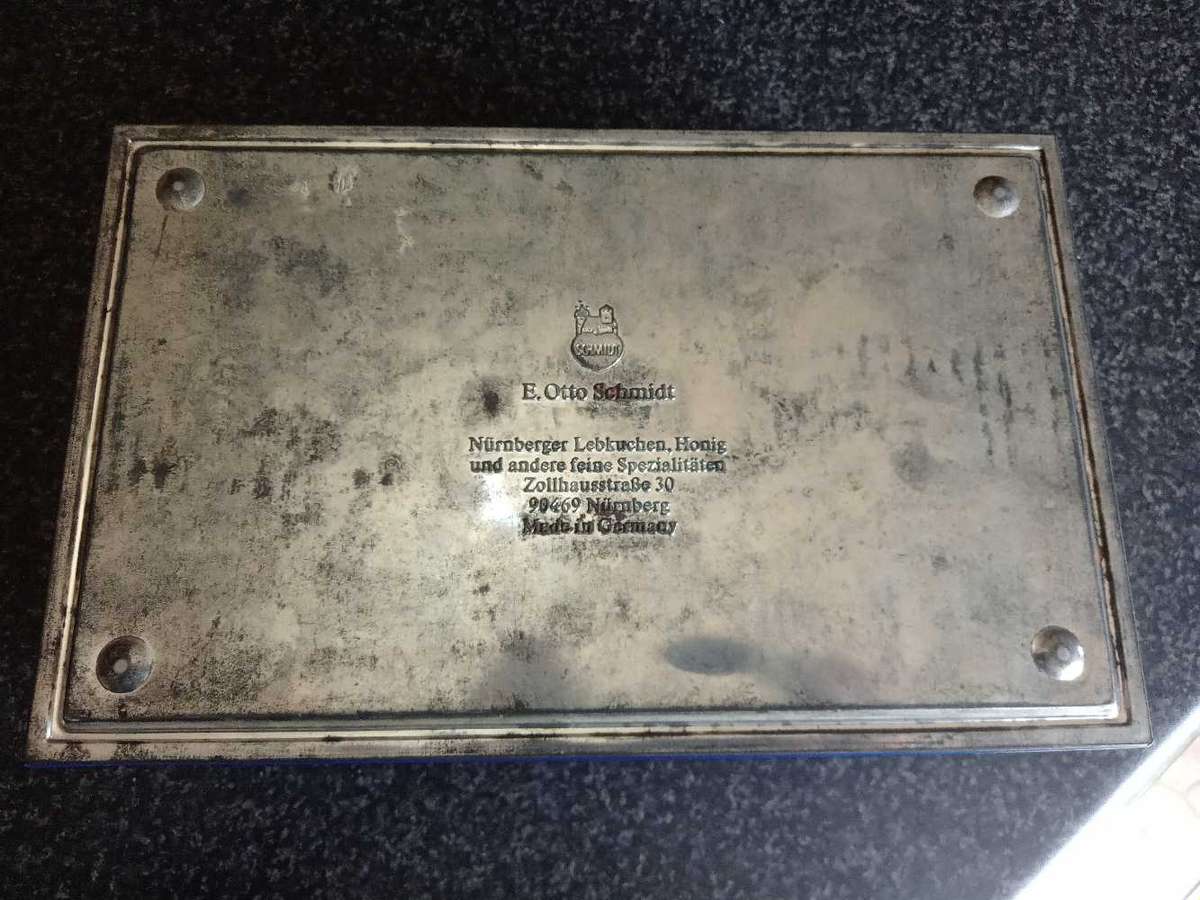 SCHMIDT
E. Otto Schmidt
Nürnberger Lebkuchen, Honig
und andere feine Spezialitäten
Zollhausstraße 30
90469 Nürnberg
Made in Germany